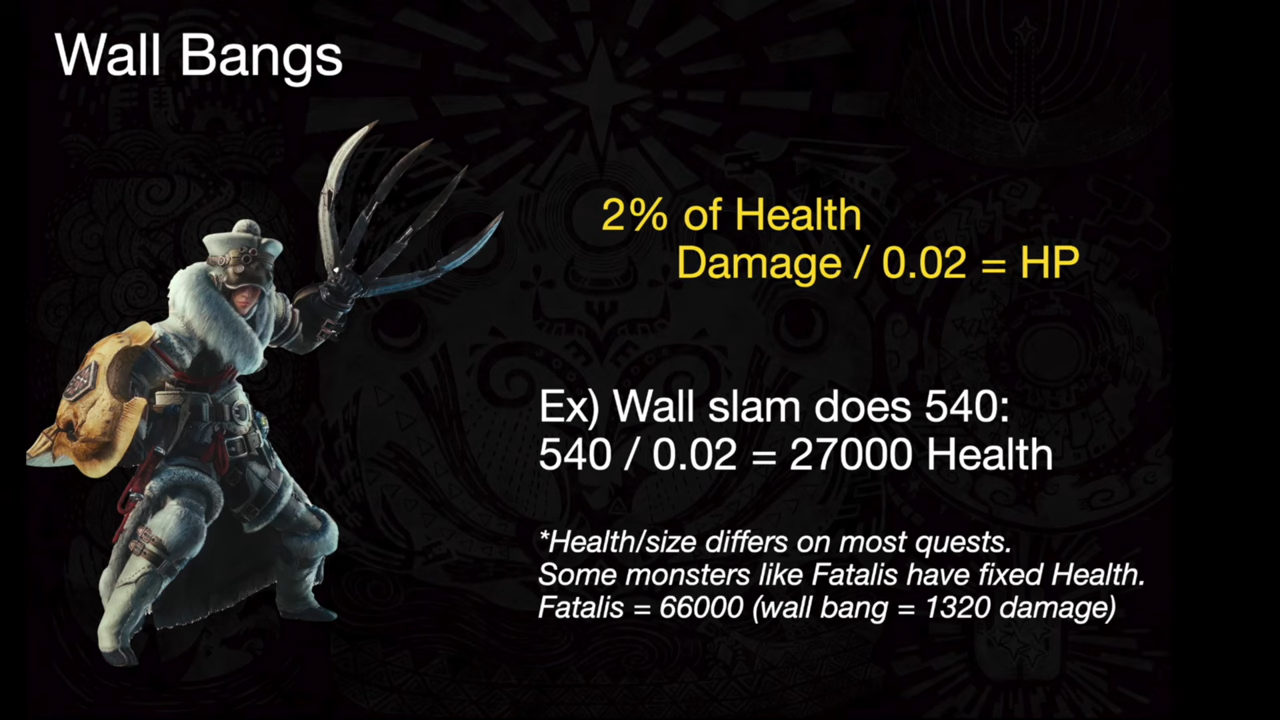 Wall Bangs
2% of Health
Damage / 0.02 = HP
Ex) Wall slam does 540:
540 / 0.02 = 27000 Health
*Health/size differs on most quests.
Some monsters like Fatalis have fixed Health.
Fatalis = 66000 (wall bang = 1320 damage)